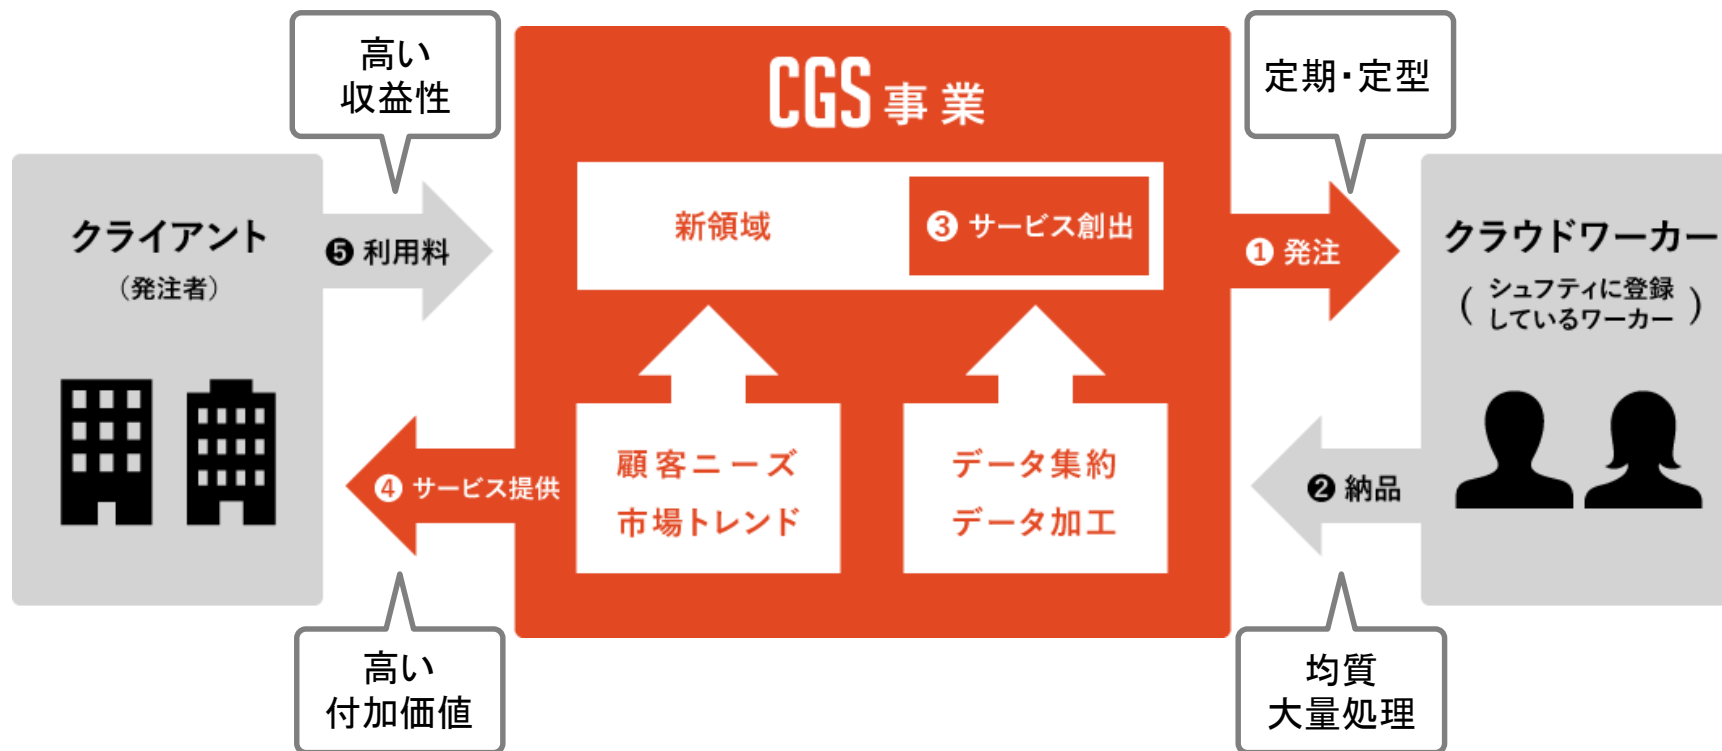 高い
収益性
CGS事業
定期・定型
クライアント
（発注者）
❺ 利用料
新領域
❸ サービス創出
❶ 発注
クラウドワーカー
（シュフティに登録
しているワーカー）
顧客ニーズ
市場トレンド
データ集約
データ加工
❹ サービス提供
❷ 納品
高い
付加価値
均質
大量処理